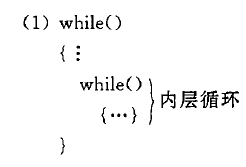 (1) while()
{ ⋮
while()
{…} } 内层循环
}